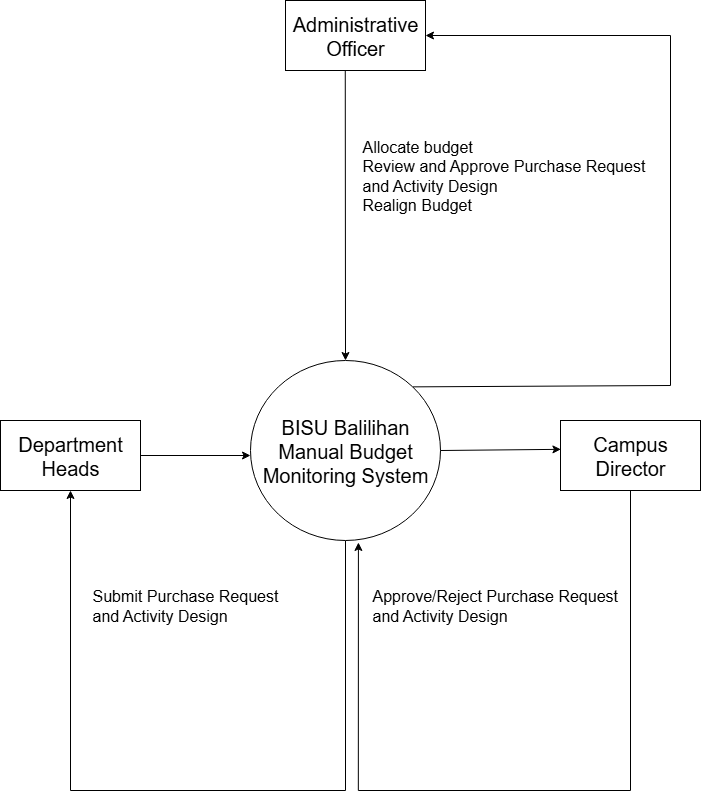 Administrative
Officer
Allocate budget
Review and Approve Purchase Request
and Activity Design
Realign Budget
Department
Heads
BISU Balilihan
Manual Budget
Monitoring System
Campus
Director
Submit Purchase Request
and Activity Design
Approve/Reject Purchase Request
and Activity Design